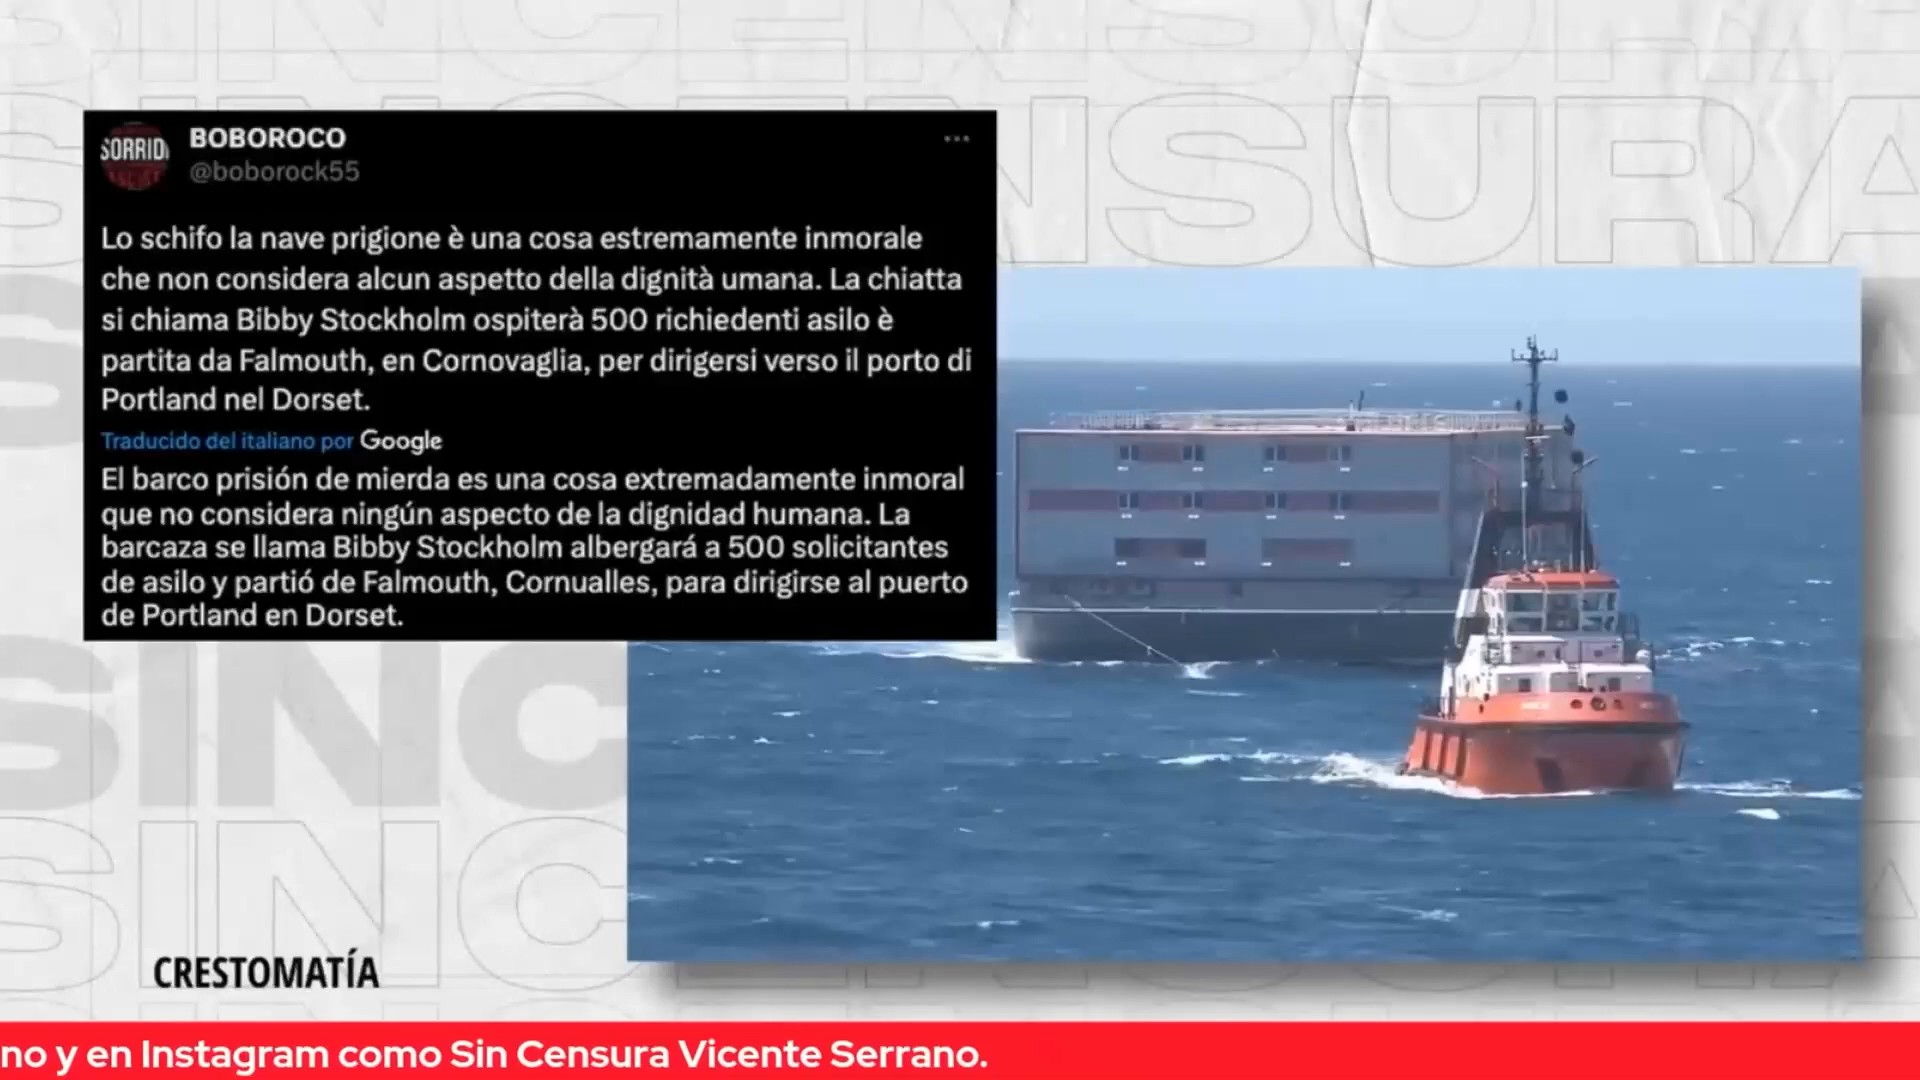 BOBOROCO
@boborock55
SORRIDI
Lo schifo la nave prigione è una cosa estremamente inmorale
che non considera alcun aspetto della dignità umana. La chiatta
si chiama Bibby Stockholm ospiterà 500 richiedenti asilo è
partita da Falmouth, en Cornovaglia, per dirigersi verso il porto di
Portland nel Dorset.
Traducido del italiano por Google
El barco prisión de mierda es una cosa extremadamente inmoral
que no considera ningún aspecto de la dignidad humana. La
barcaza se llama Bibby Stockholm albergará a 500 solicitantes
de asilo y partió de Falmouth, Cornualles, para dirigirse al puerto
de Portland en Dorset.
CRESTOMATÍA
no y en Instagram como Sin Censura Vicente Serrano.